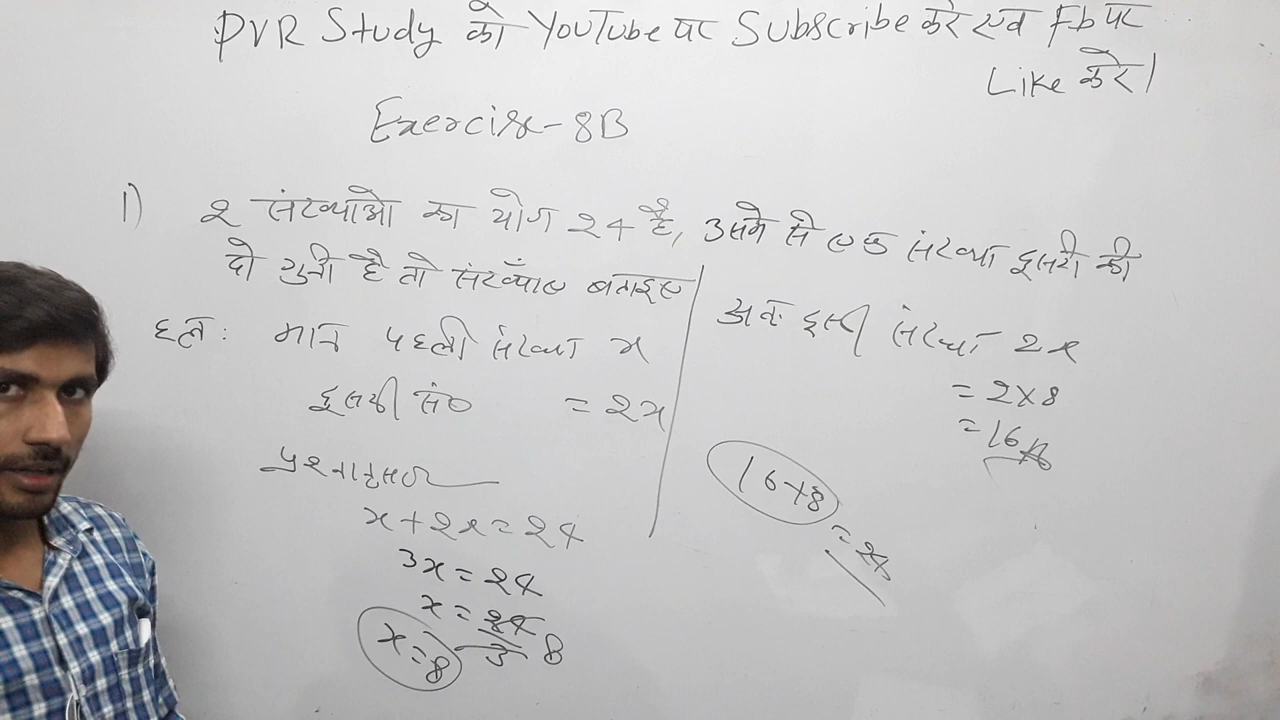 PVR Study को YouTube पर Subscribe करे एवं Fb पर
Like करे।
Exercise-8B
1) 2 संख्याओ का योग 24 है, उसमे से एक संख्या दूसरी की
दो गुनी है तो संख्याँए बताइए
हल: माना पहली संख्या x
दूसरी सं० = 2x
प्रश्नानुसार
x+2x=24
3x=24
x=24/3 8
x=8
अतः दूसरी संख्या 2x
=2×8
=16
16+8
=24